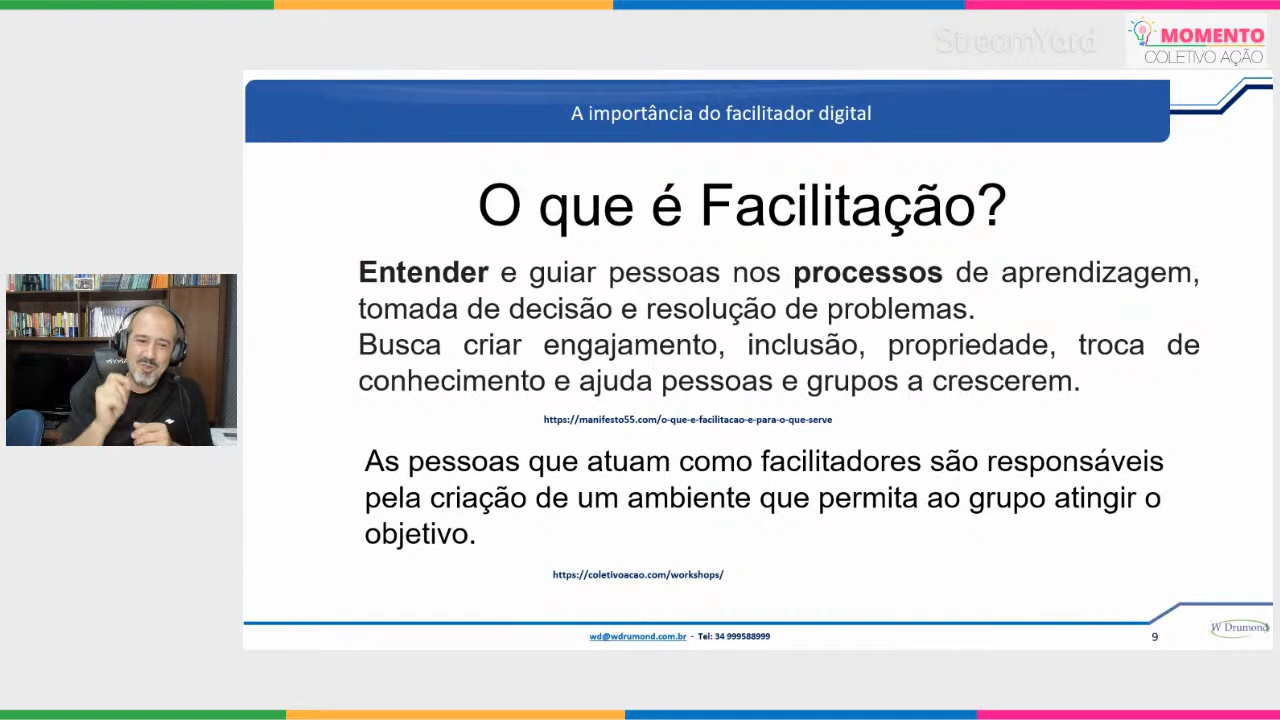 StreamYard
MOMENTO
COLETIVO AÇÃO
A importância do facilitador digital
O que é Facilitação?
Entender e guiar pessoas nos processos de aprendizagem,
tomada de decisão e resolução de problemas.
Busca criar engajamento, inclusão, propriedade, troca de
conhecimento e ajuda pessoas e grupos a crescerem.
https://manifesto55.com/o-que-e-facilitacao-e-para-o-que-serve
As pessoas que atuam como facilitadores são responsáveis
pela criação de um ambiente que permita ao grupo atingir o
objetivo.
https://coletivoacao.com/workshops/
wd@wdrumond.com.br - Tel: 34 999588999
9
W Drumond